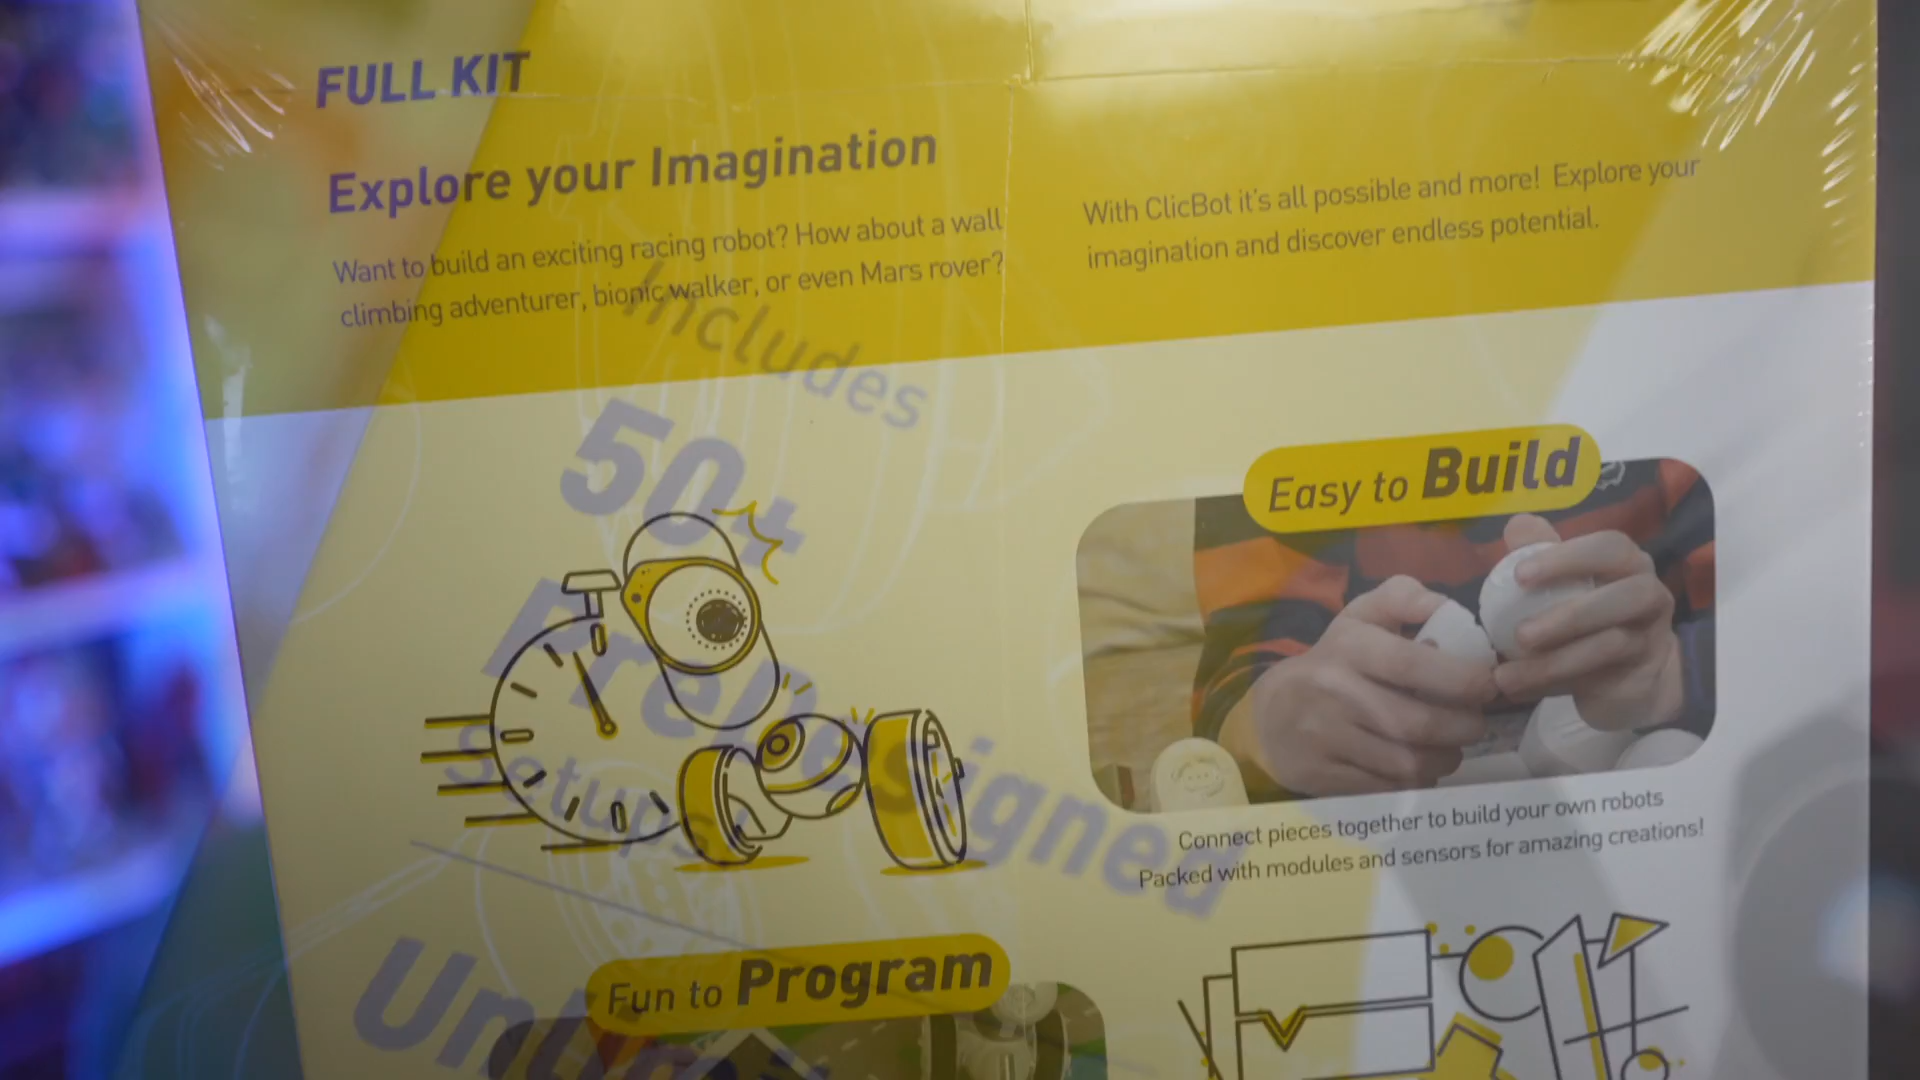 FULL KIT
Explore your Imagination
Want to build an exciting racing robot? How about a wall
climbing adventurer, bionic walker, or even Mars rover?
With ClicBot it's all possible and more! Explore your
imagination and discover endless potential.
Includes
50+
PreDesigned
Setups!
Easy to Build
Connect pieces together to build your own robots
Packed with modules and sensors for amazing creations!
Fun to Program